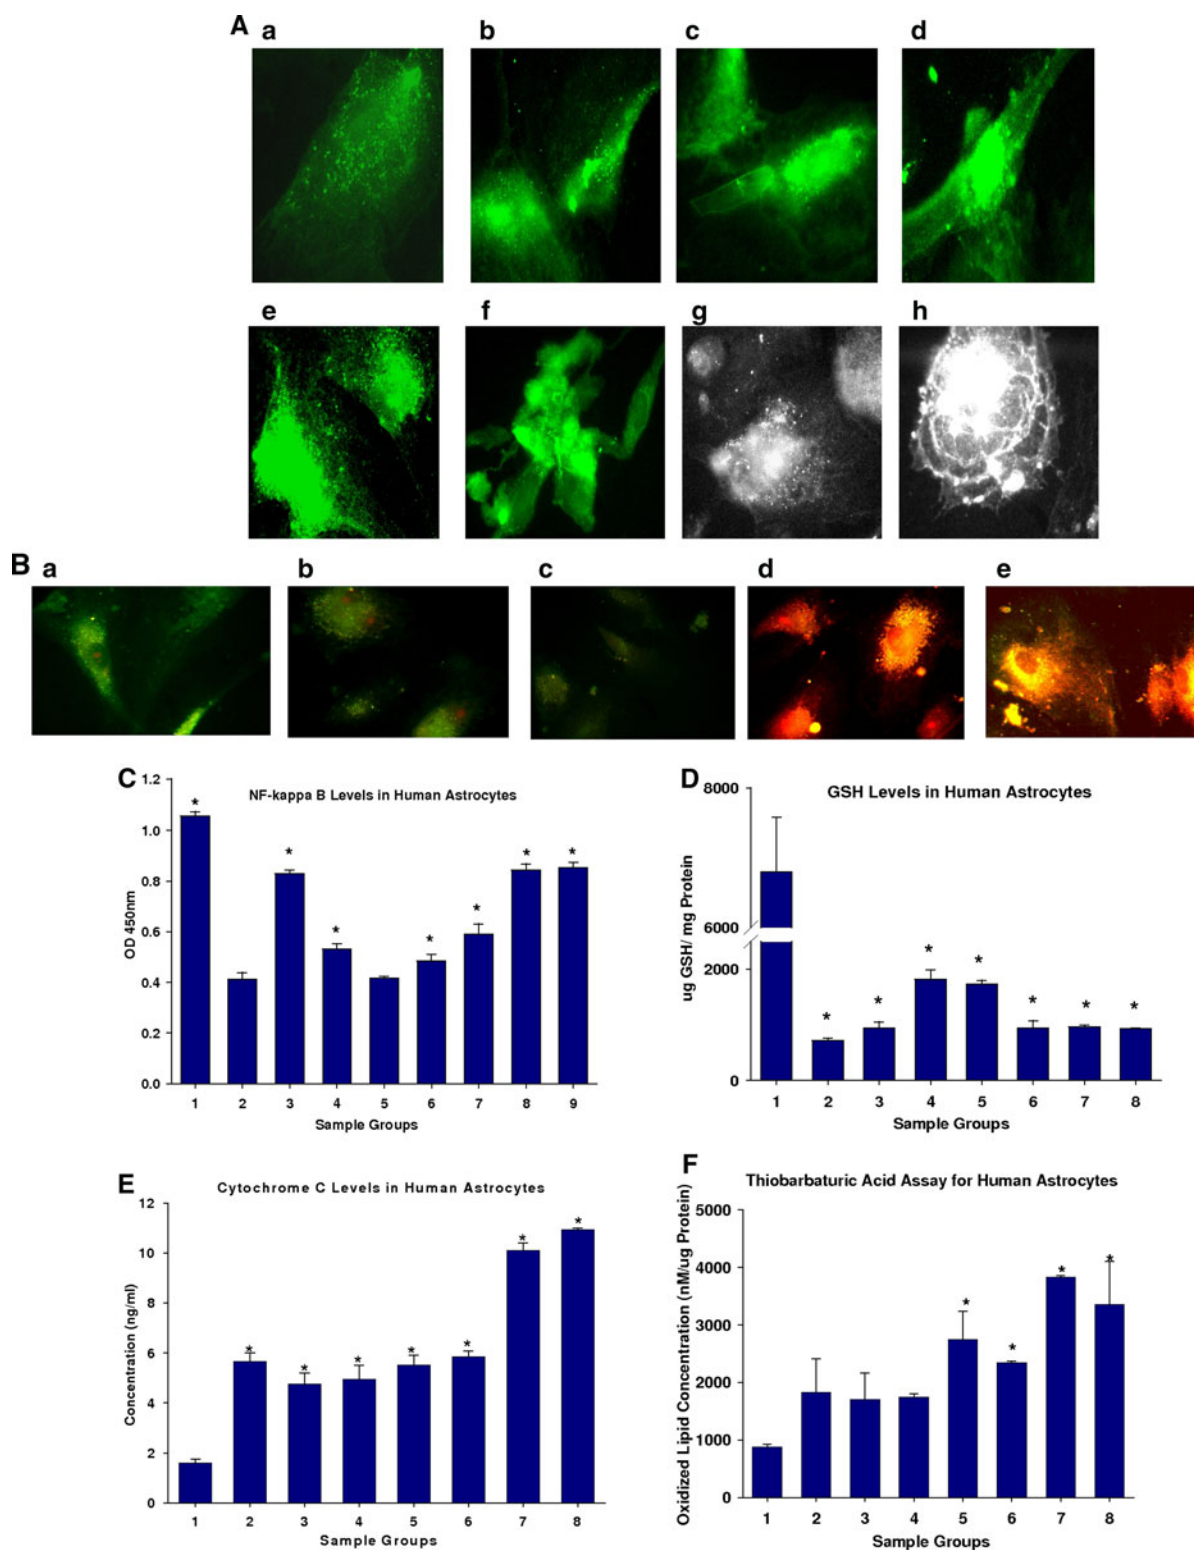 A
a
b
c
d
e
f
g
h
B
a
b
c
d
e
C
NF-kappa B Levels in Human Astrocytes
OD 450nm
1.2
1.0
0.8
0.6
0.4
0.2
0.0
*
*
*
*
*
*
*
1 2 3 4 5 6 7 8 9
Sample Groups
D
GSH Levels in Human Astrocytes
ug GSH/ mg Protein
8000
6000
2000
0
*
*
*
*
*
*
*
1 2 3 4 5 6 7 8
Sample Groups
E
Cytochrome C Levels in Human Astrocytes
Concentration (ng/ml)
12
10
8
6
4
2
0
*
*
*
*
*
*
*
1 2 3 4 5 6 7 8
Sample Groups
F
Thiobarbaturic Acid Assay for Human Astrocytes
Oxidized Lipid Concentration (nM/ug Protein)
5000
4000
3000
2000
1000
0
*
*
*
*
1 2 3 4 5 6 7 8
Sample Groups